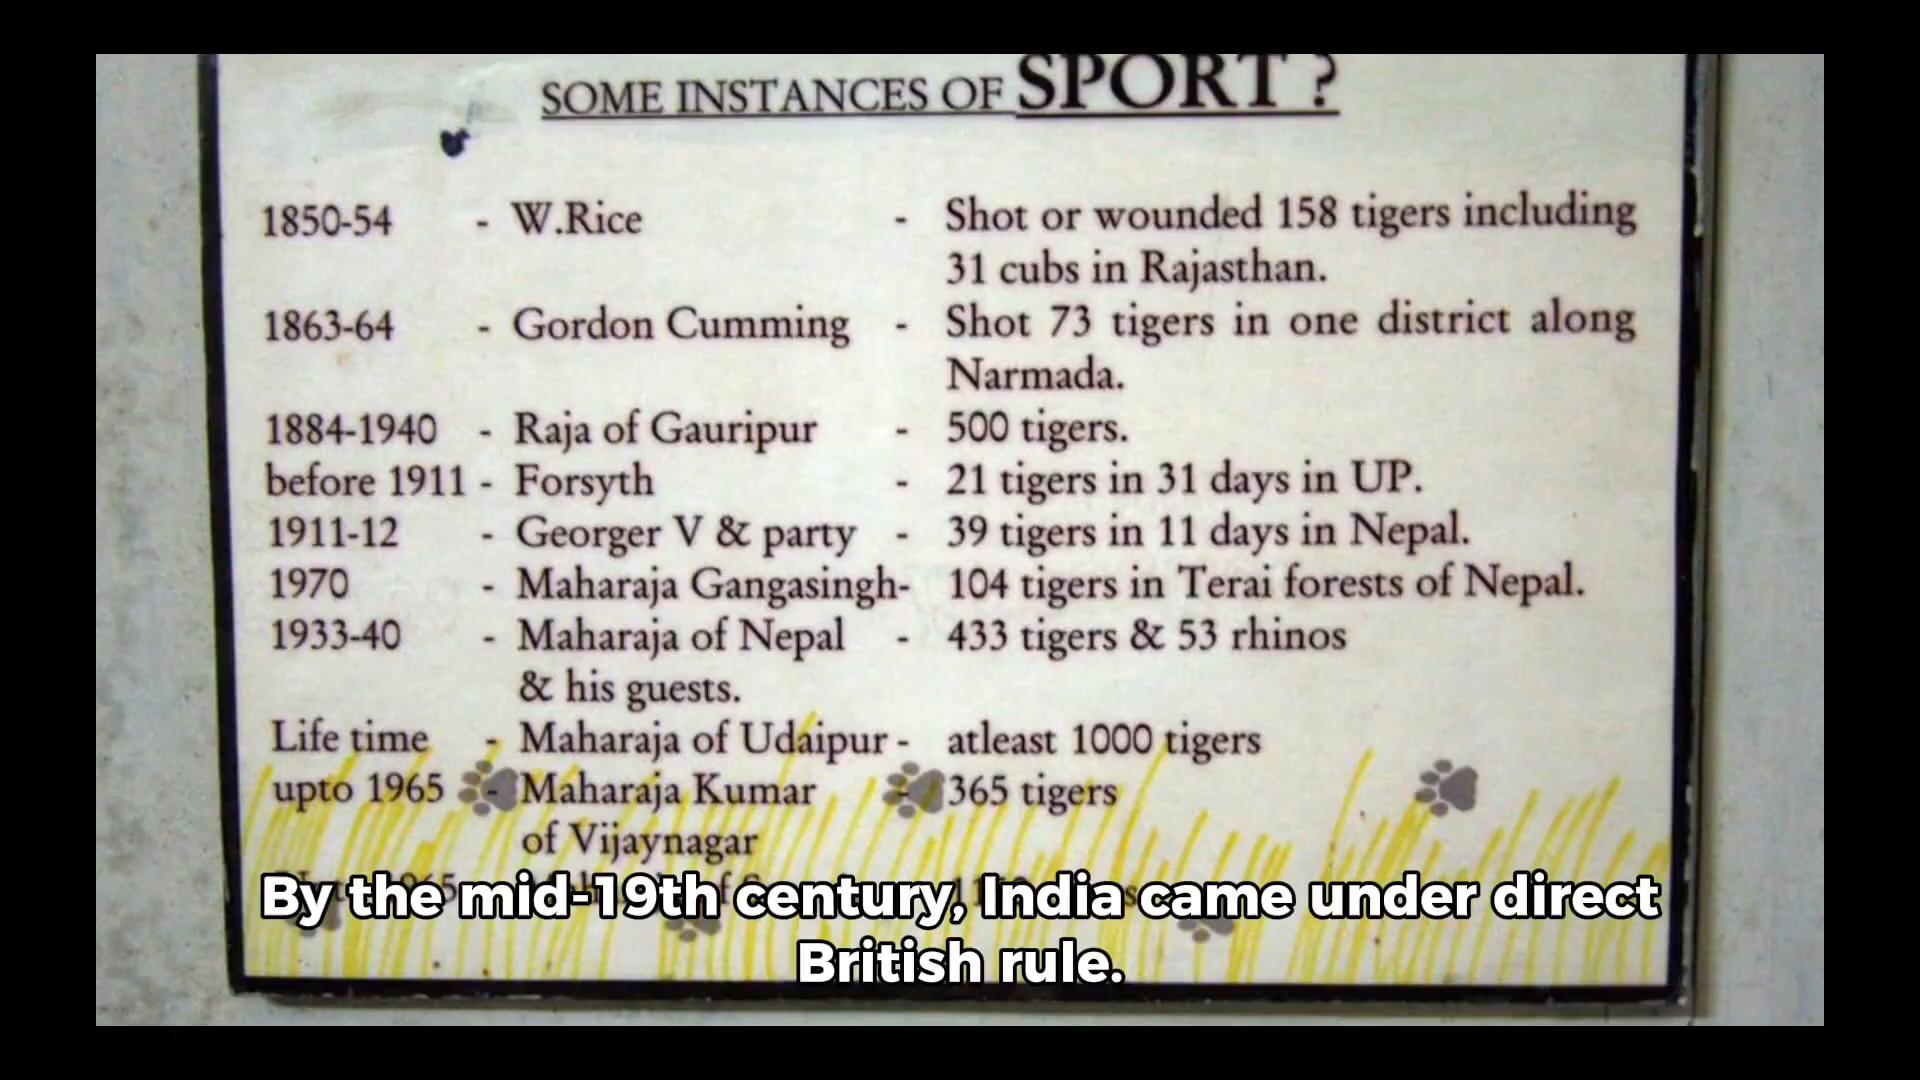 SOME INSTANCES OF SPORT ?
1850-54 - W.Rice - Shot or wounded 158 tigers including
31 cubs in Rajasthan.
1863-64 - Gordon Cumming - Shot 73 tigers in one district along
Narmada.
1884-1940 - Raja of Gauripur - 500 tigers.
before 1911 - Forsyth - 21 tigers in 31 days in UP.
1911-12 - Georger V & party - 39 tigers in 11 days in Nepal.
1970 - Maharaja Gangasingh- 104 tigers in Terai forests of Nepal.
1933-40 - Maharaja of Nepal - 433 tigers & 53 rhinos
& his guests.
Life time - Maharaja of Udaipur - atleast 1000 tigers
upto 1965 - Maharaja Kumar - 365 tigers
of Vijaynagar
By the mid-19th century, India came under direct
British rule.